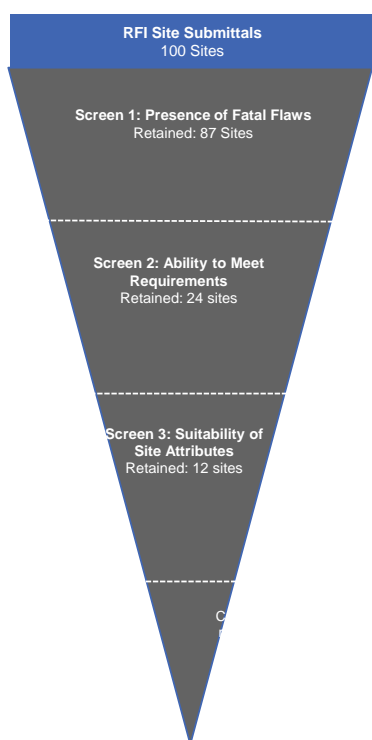 RFI Site Submittals
100 Sites
Screen 1: Presence of Fatal Flaws
Retained: 87 Sites
Screen 2: Ability to Meet
Requirements
Retained: 24 sites
Screen 3: Suitability of
Site Attributes
Retained: 12 sites